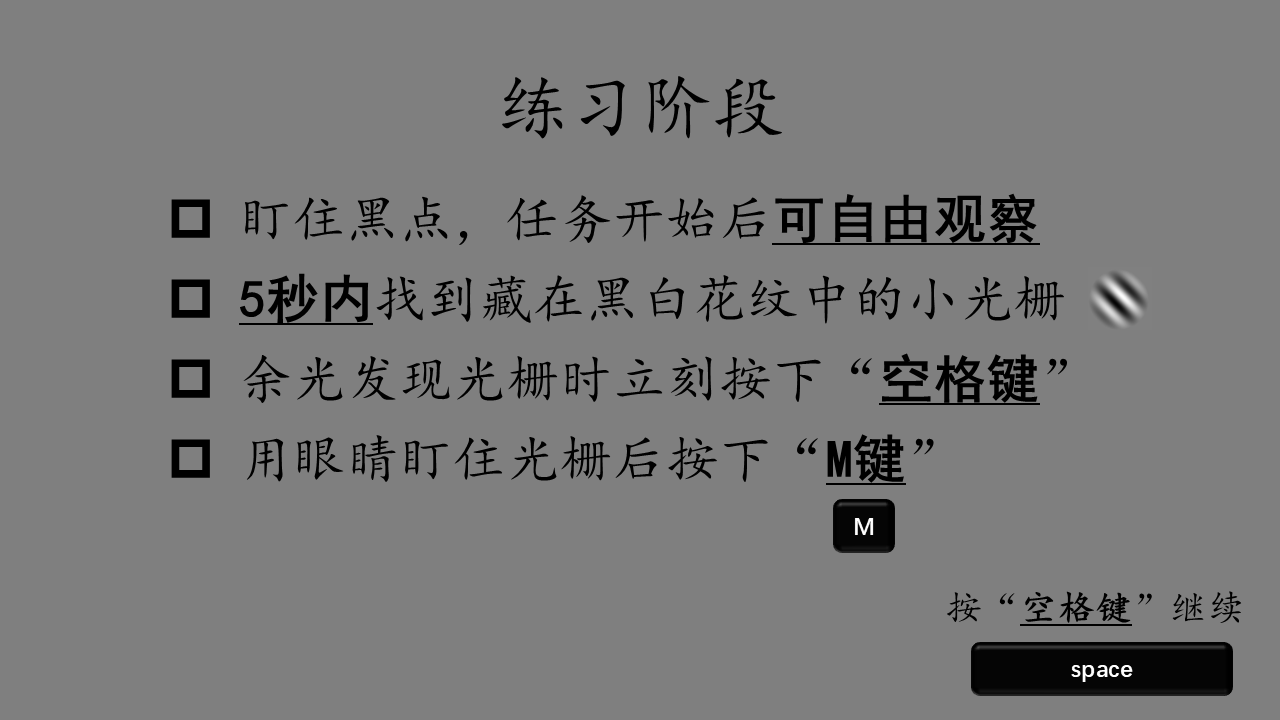 练习阶段
盯住黑点，任务开始后可自由观察
5秒内找到藏在黑白花纹中的小光栅
余光发现光栅时立刻按下“空格键”
用眼睛盯住光栅后按下“M键”
M
按“空格键”继续
space